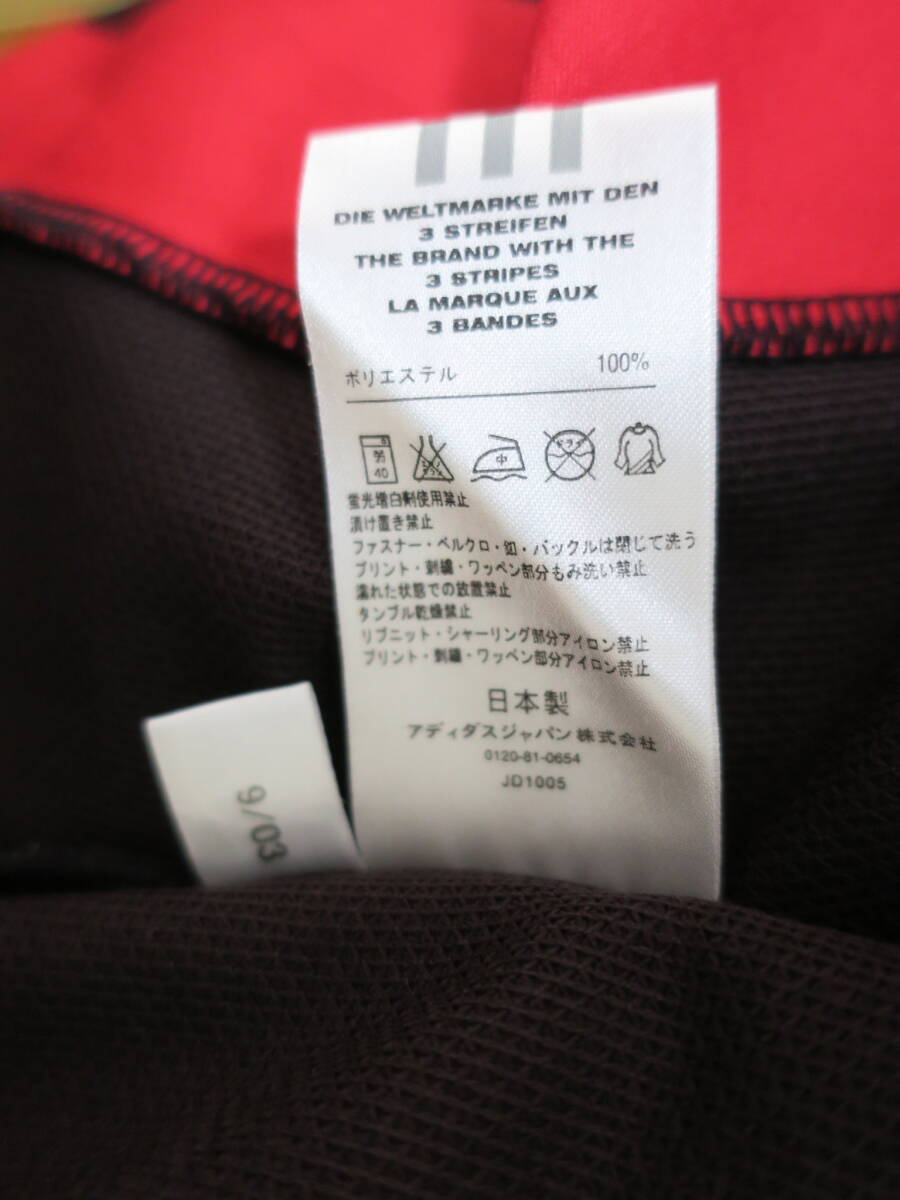 DIE WELTMARKE MIT DEN
3 STREIFEN
THE BRAND WITH THE
3 STRIPES
LA MARQUE AUX
3 BANDES
ポリエステル 100%
弱
40
中
ドライ
蛍光増白剤使用禁止
漬け置き禁止
ファスナー・ベルクロ・釦・バックルは閉じて洗う
プリント・刺繍・ワッペン部分もみ洗い禁止
濡れた状態での放置禁止
タンブル乾燥禁止
リブニット・シャーリング部分アイロン禁止
プリント・刺繍・ワッペン部分アイロン禁止
日本製
アディダスジャパン株式会社
0120-81-0654
JD1005
9/03